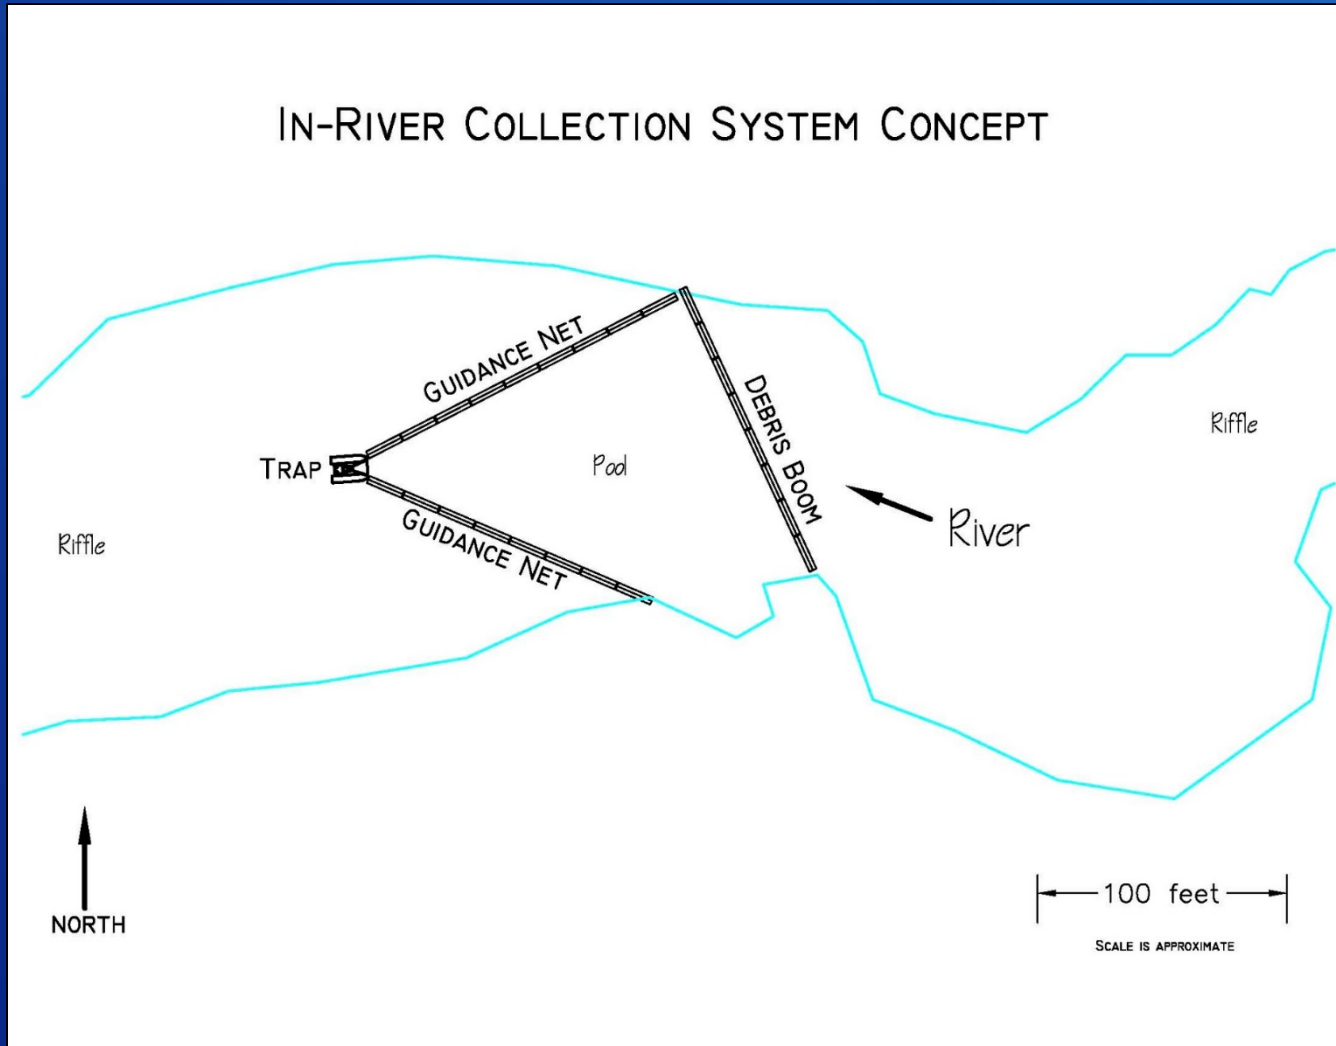 IN-RIVER COLLECTION SYSTEM CONCEPT
GUIDANCE NET
DEBRIS BOOM
Riffle
TRAP
Pool
GUIDANCE NET
River
Riffle
NORTH
100 feet
SCALE IS APPROXIMATE